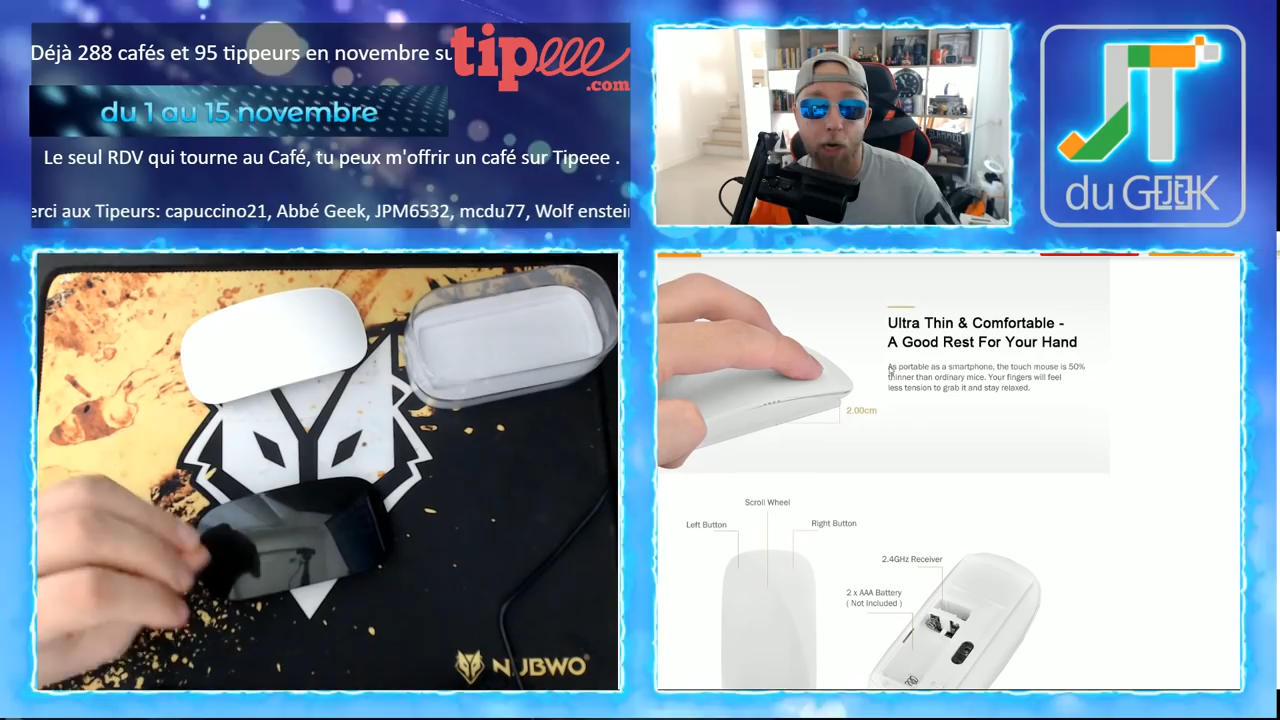 Déjà 288 cafés et 95 tippeurs en novembre su
tipeee
.com
du 1 au 15 novembre
Le seul RDV qui tourne au Café, tu peux m'offrir un café sur Tipeee .
erci aux Tipeurs: capuccino21, Abbé Geek, JPM6532, mcdu77, Wolf enstein
JT
du GEEK
NUBWO
Ultra Thin & Comfortable -
A Good Rest For Your Hand
As portable as a smartphone, the touch mouse is 50%
thinner than ordinary mice. Your fingers will feel
less tension to grab it and stay relaxed.
2.00cm
Scroll Wheel
Left Button
Right Button
2.4GHz Receiver
2 x AAA Battery
( Not Included )